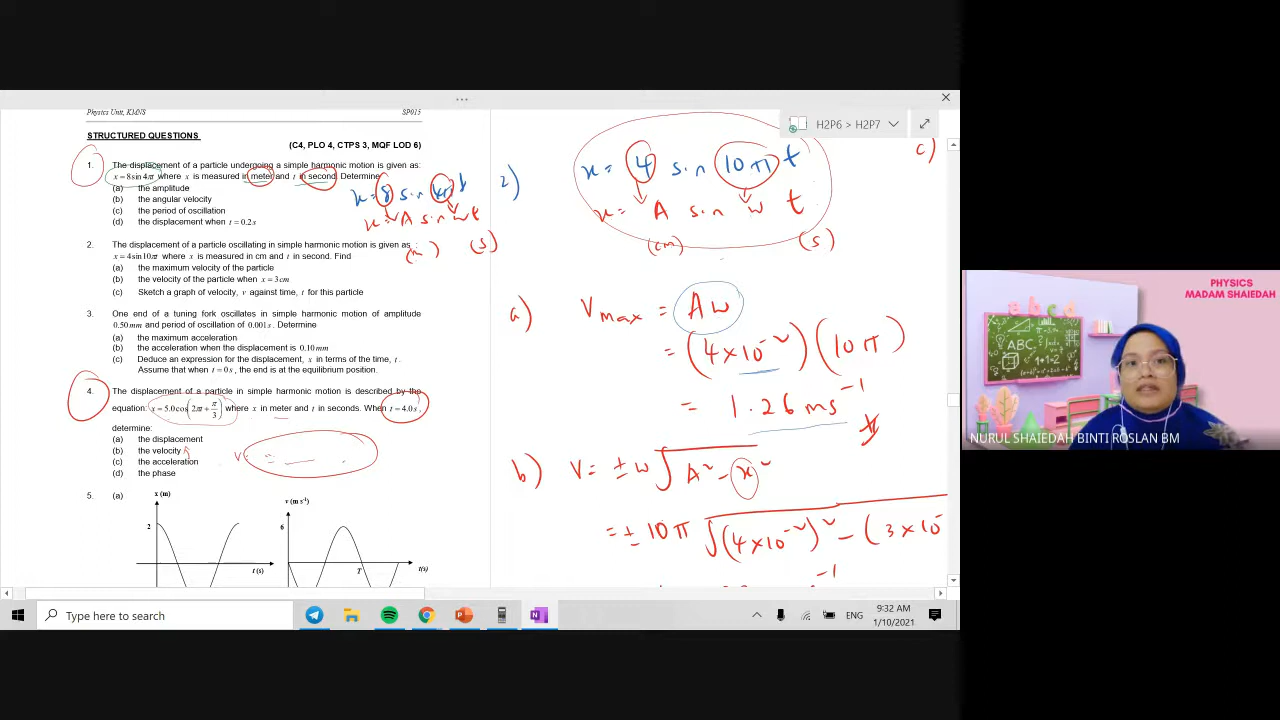 Physics Unit, KMNS SP015
STRUCTURED QUESTIONS
(C4, PLO 4, CTPS 3, MQF LOD 6)
1. The displacement of a particle undergoing a simple harmonic motion is given as:
x = 8sin 4πt where x is measured in meter and t in second. Determine
(a) the amplitude
(b) the angular velocity
(c) the period of oscillation
(d) the displacement when t = 0.2 s
x = 8 sin 4π t
x = A sin w t
(m) (s)
2. The displacement of a particle oscillating in simple harmonic motion is given as :
x = 4sin10πt where x is measured in cm and t in second. Find
(a) the maximum velocity of the particle
(b) the velocity of the particle when x = 3 cm
(c) Sketch a graph of velocity, v against time, t for this particle
3. One end of a tuning fork oscillates in simple harmonic motion of amplitude
0.50 mm and period of oscillation of 0.001 s. Determine
(a) the maximum acceleration
(b) the acceleration when the displacement is 0.10 mm
(c) Deduce an expression for the displacement, x in terms of the time, t.
Assume that when t = 0 s, the end is at the equilibrium position.
4. The displacement of a particle in simple harmonic motion is described by the
equation: x = 5.0cos(2πt + π/3) where x in meter and t in seconds. When t = 4.0 s,
determine:
(a) the displacement
(b) the velocity
(c) the acceleration
(d) the phase
v = =
5. (a) x (m) v (m s⁻¹)
2 6
t (s) T t(s)
H2P6 > H2P7
c)
2) x = 4 sin 10π t
x = A sin w t
(cm) (s)
a) Vmax = Aw
= (4×10⁻²)(10π)
= 1.26 ms⁻¹
b) V = ± w √A² - x²
= ± 10π √(4×10⁻²)² - (3×10⁻
PHYSICS
MADAM SHAIEDAH
a b c
ABC
1+1=2
NURUL SHAIEDAH BINTI ROSLAN BM
Type here to search
ENG
9:32 AM
1/10/2021